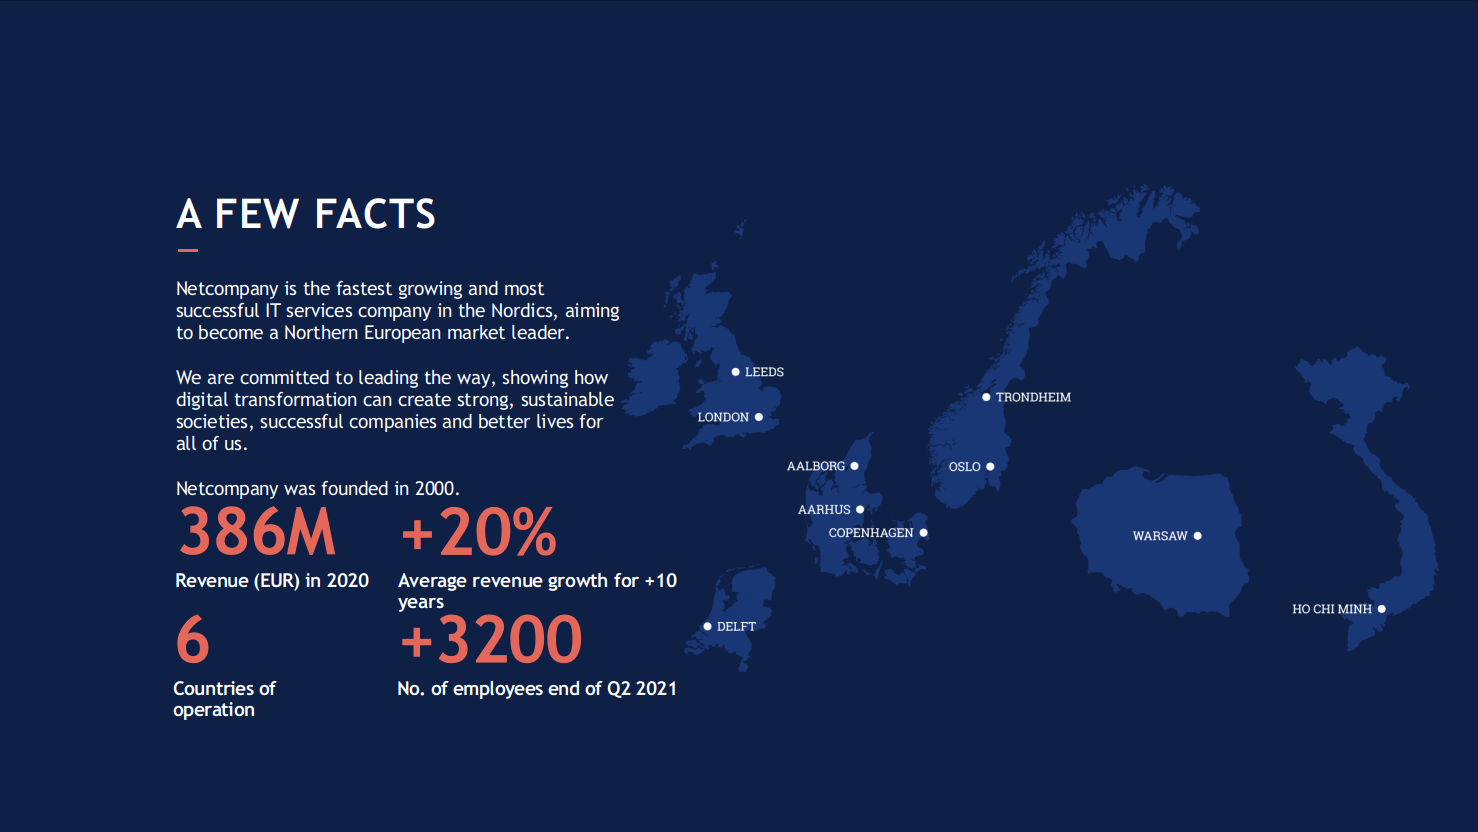 A FEW FACTS
Netcompany is the fastest growing and most
successful IT services company in the Nordics, aiming
to become a Northern European market leader.
We are committed to leading the way, showing how
digital transformation can create strong, sustainable
societies, successful companies and better lives for
all of us.
Netcompany was founded in 2000.
386M
Revenue (EUR) in 2020
+20%
Average revenue growth for +10
years
6
Countries of
operation
+3200
No. of employees end of Q2 2021
LEEDS
LONDON
TRONDHEIM
OSLO
AALBORG
AARHUS
COPENHAGEN
DELFT
WARSAW
HO CHI MINH